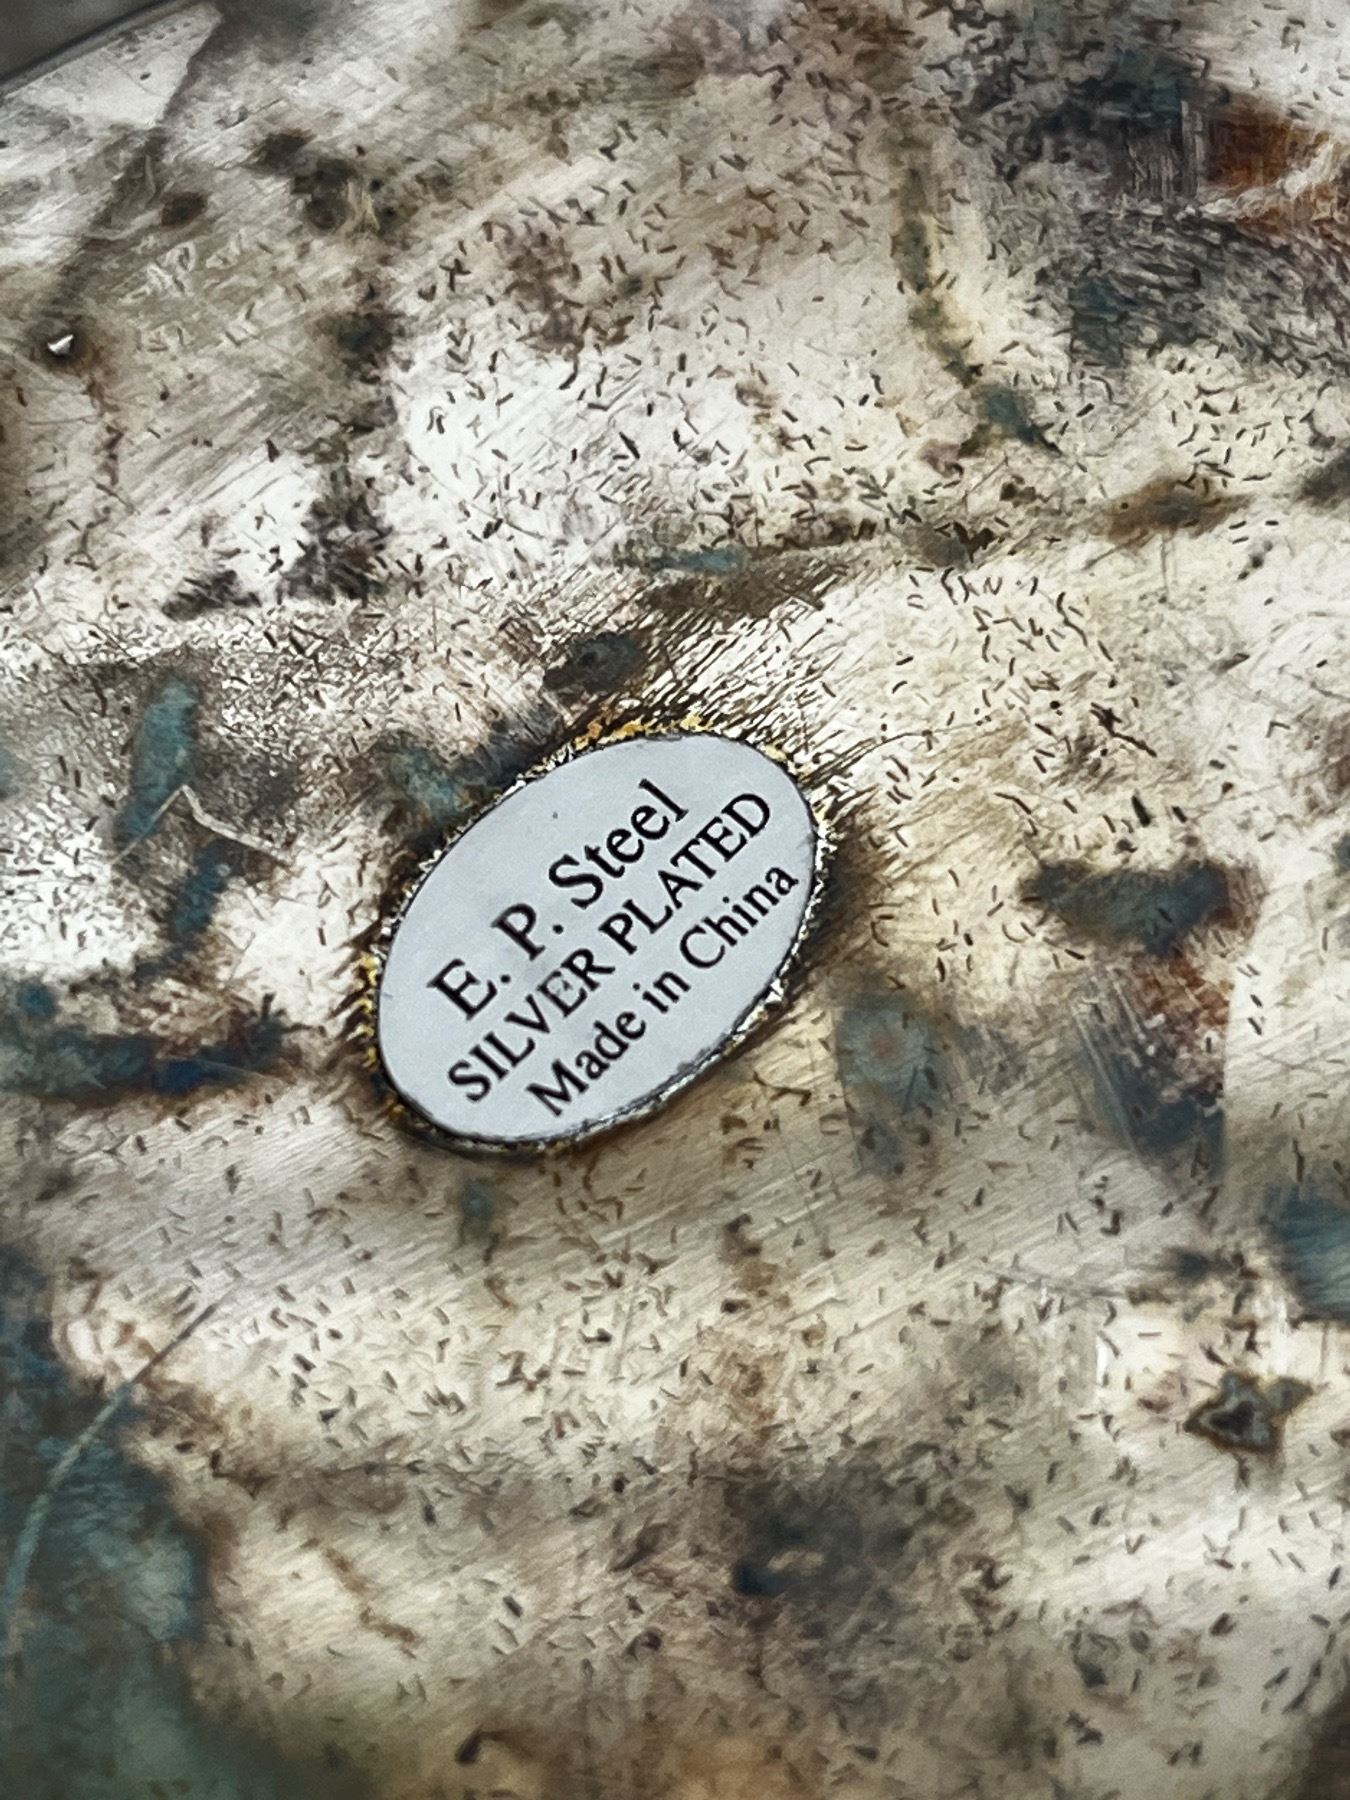 E. P. Steel
SILVER PLATED
Made in China